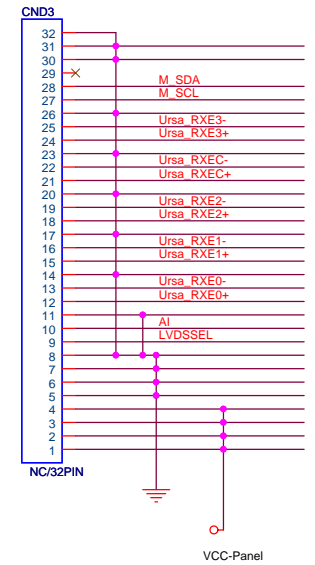 CND3
32
31
30
29
28 M_SDA
27 M_SCL
26
25 Ursa_RXE3-
24 Ursa_RXE3+
23
22 Ursa_RXEC-
21 Ursa_RXEC+
20
19 Ursa_RXE2-
18 Ursa_RXE2+
17
16 Ursa_RXE1-
15 Ursa_RXE1+
14
13 Ursa_RXE0-
12 Ursa_RXE0+
11
10 AI
9 LVDSSEL
8
7
6
5
4
3
2
1
NC/32PIN
VCC-Panel